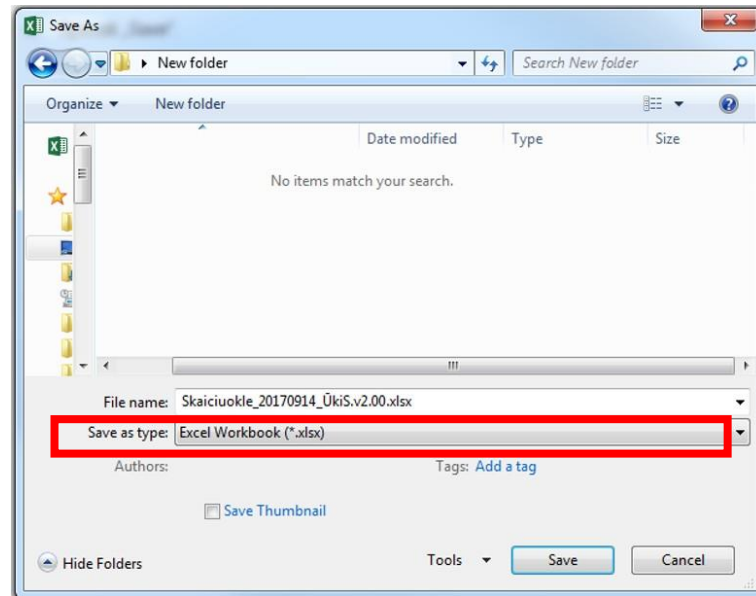 Save As
New folder
Search New folder
Organize
New folder
Date modified
Type
Size
No items match your search.
File name: Skaiciuokle_20170914_ŪkiS.v2.00.xlsx
Save as type: Excel Workbook (*.xlsx)
Authors:
Tags: Add a tag
Save Thumbnail
Hide Folders
Tools
Save
Cancel